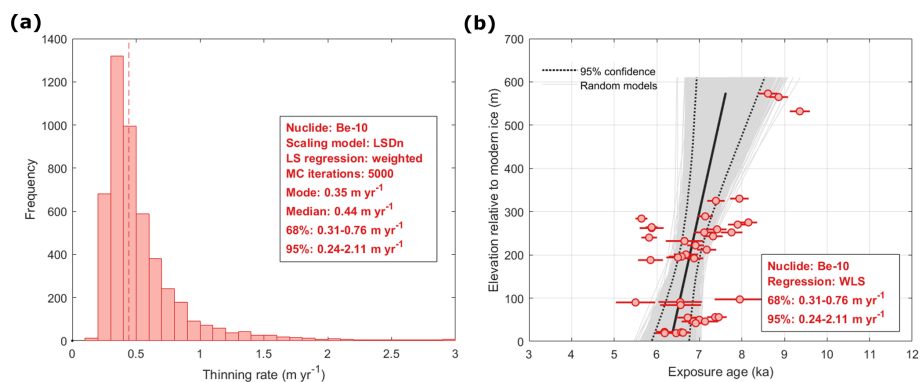 (a)
1400
1200
1000
800
600
400
200
0
Frequency
0
0.5
1
1.5
2
2.5
3
Thinning rate (m yr-1)
Nuclide: Be-10
Scaling model: LSDn
LS regression: weighted
MC iterations: 5000
Mode: 0.35 m yr-1
Median: 0.44 m yr-1
68%: 0.31-0.76 m yr-1
95%: 0.24-2.11 m yr-1
(b)
700
600
500
400
300
200
100
0
Elevation relative to modern ice (m)
95% confidence
Random models
Nuclide: Be-10
Regression: WLS
68%: 0.31-0.76 m yr-1
95%: 0.24-2.11 m yr-1
3
4
5
6
7
8
9
10
11
12
Exposure age (ka)